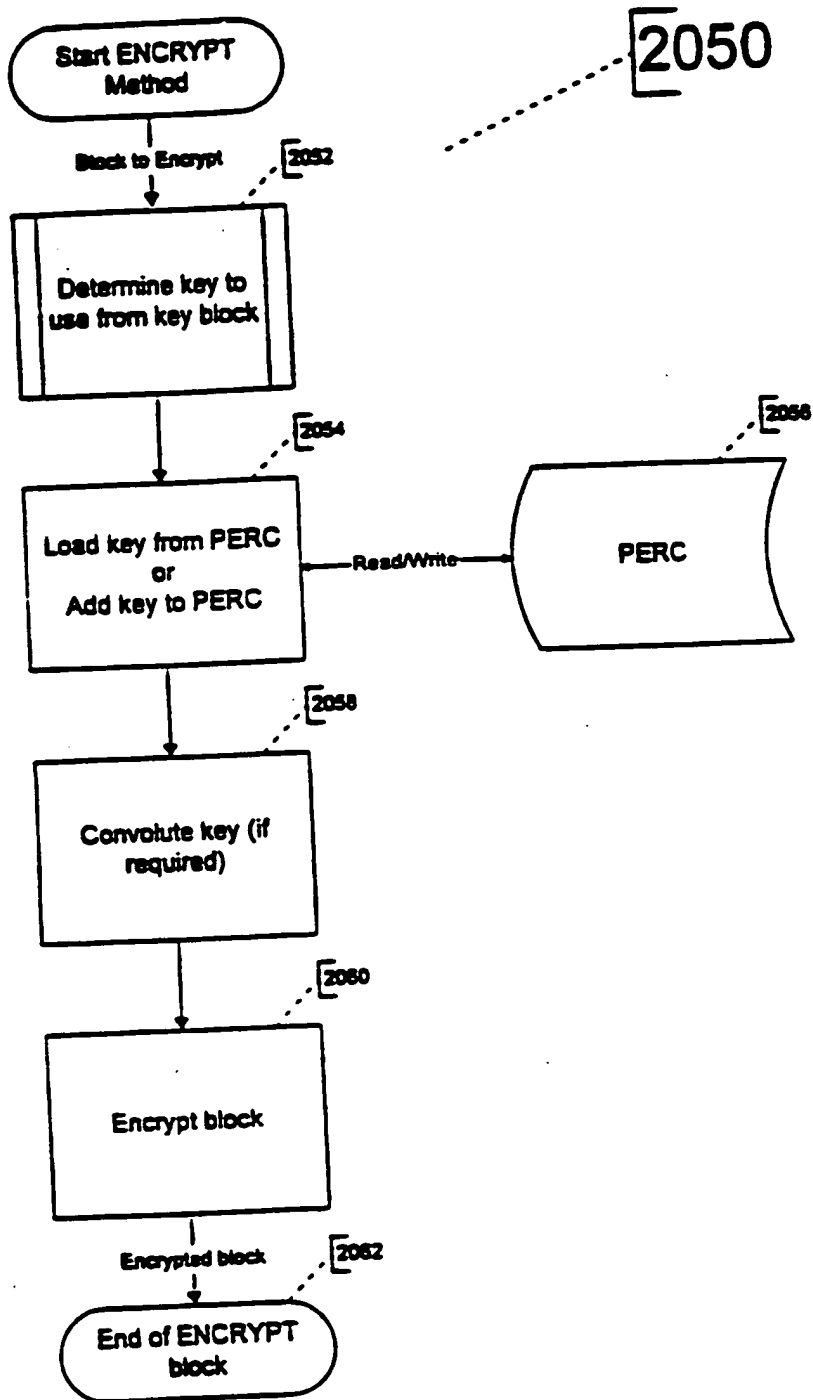 Start ENCRYPT
Method
2050
Block to Encrypt
2052
Determine key to
use from key block
2054
2056
Load key from PERC
or
Add key to PERC
Read/Write
PERC
2058
Convolute key (if
required)
2060
Encrypt block
Encrypted block
2062
End of ENCRYPT
block